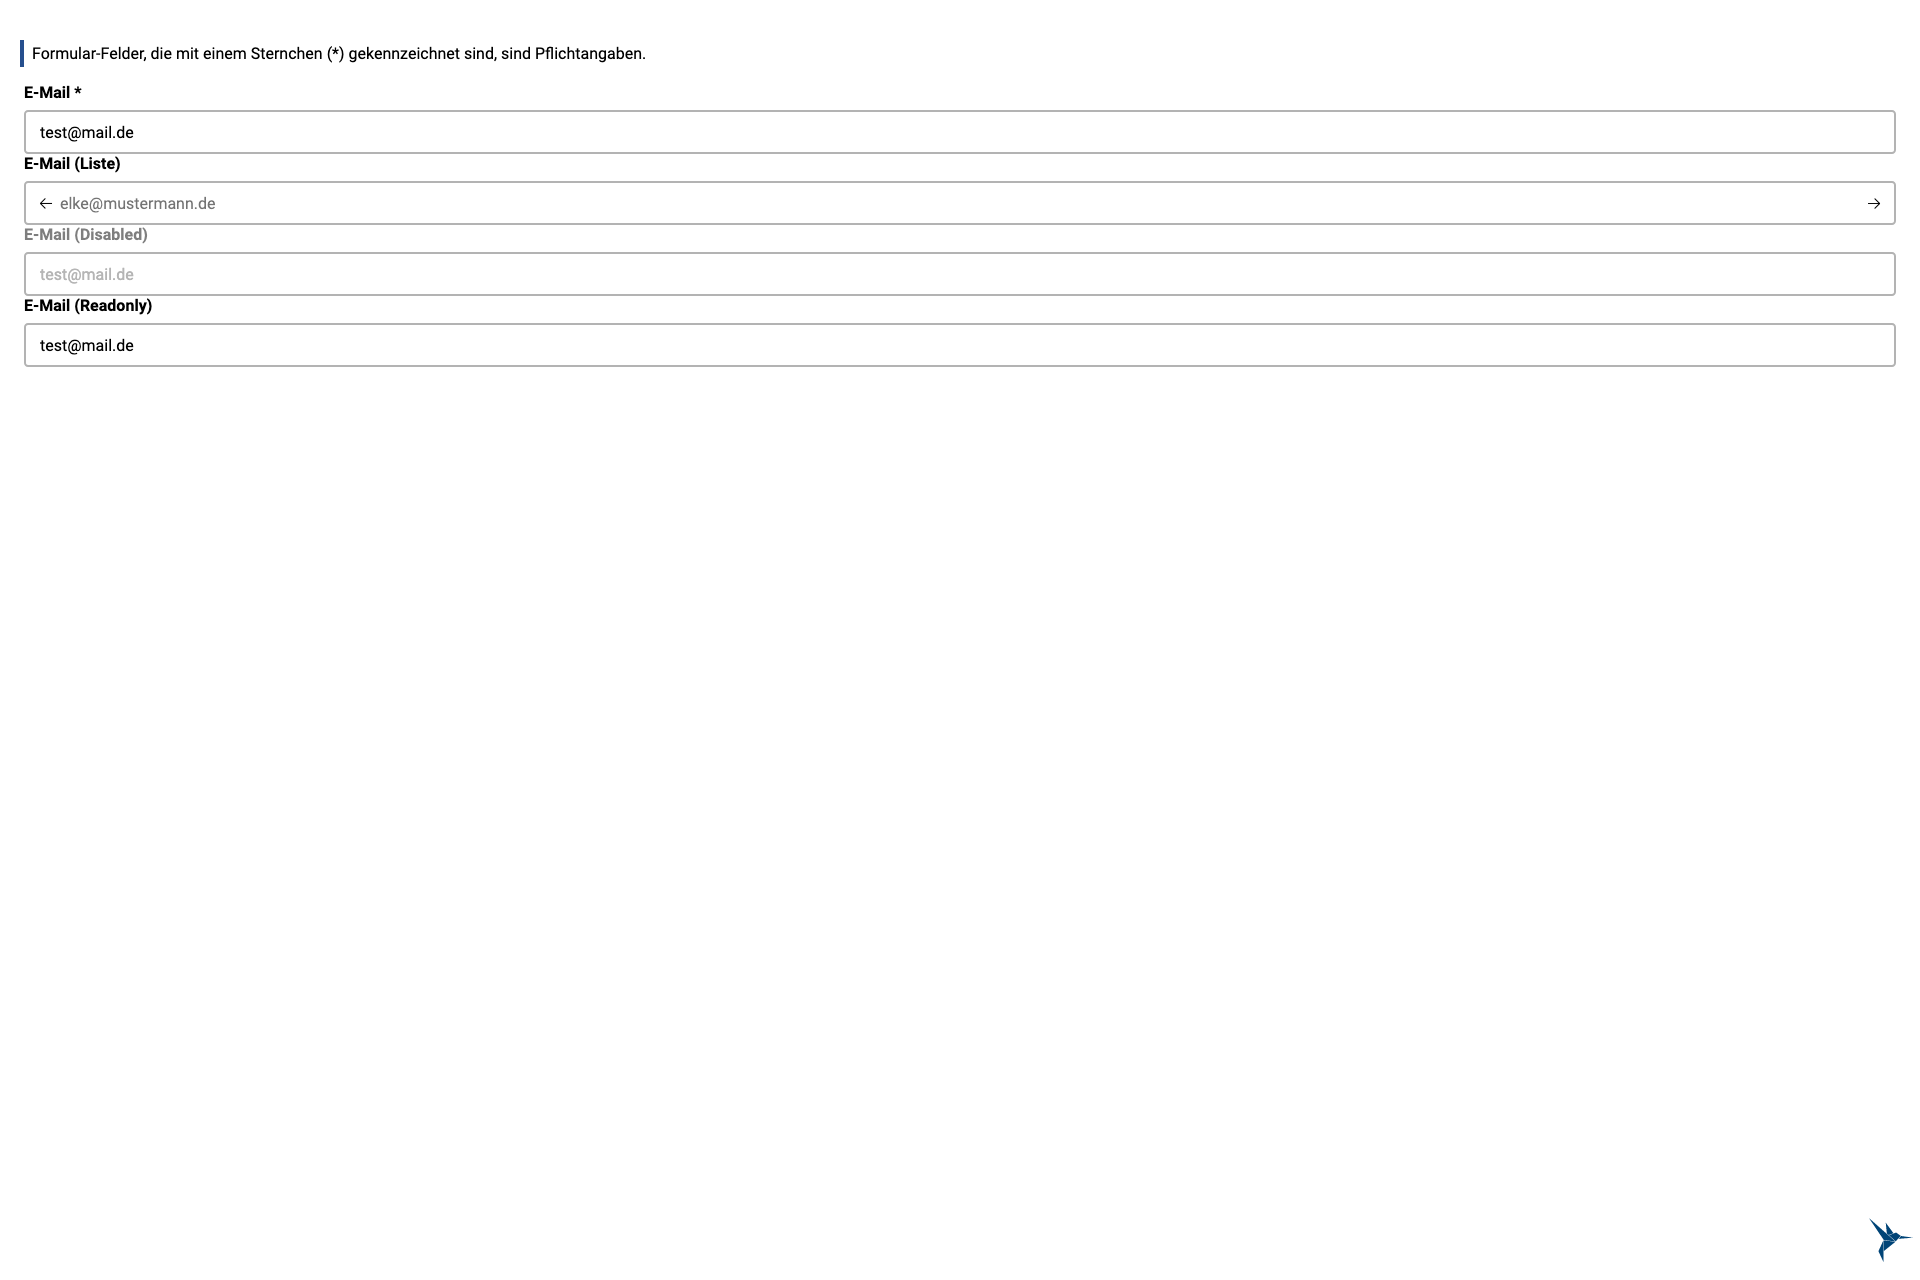 Formular-Felder, die mit einem Sternchen (*) gekennzeichnet sind, sind Pflichtangaben.
E-Mail *
test@mail.de
E-Mail (Liste)
← elke@mustermann.de →
E-Mail (Disabled)
test@mail.de
E-Mail (Readonly)
test@mail.de